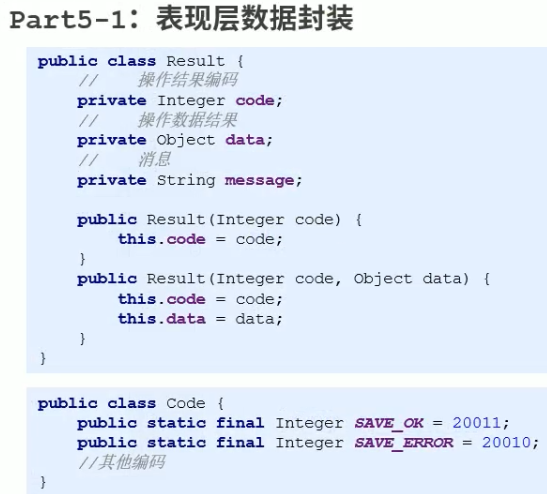 Part5-1：表现层数据封装
public class Result {
    //    操作结果编码
    private Integer code;
    //    操作数据结果
    private Object data;
    //    消息
    private String message;

    public Result(Integer code) {
        this.code = code;
    }
    public Result(Integer code, Object data) {
        this.code = code;
        this.data = data;
    }
}
public class Code {
    public static final Integer SAVE_OK = 20011;
    public static final Integer SAVE_ERROR = 20010;
    //其他编码
}